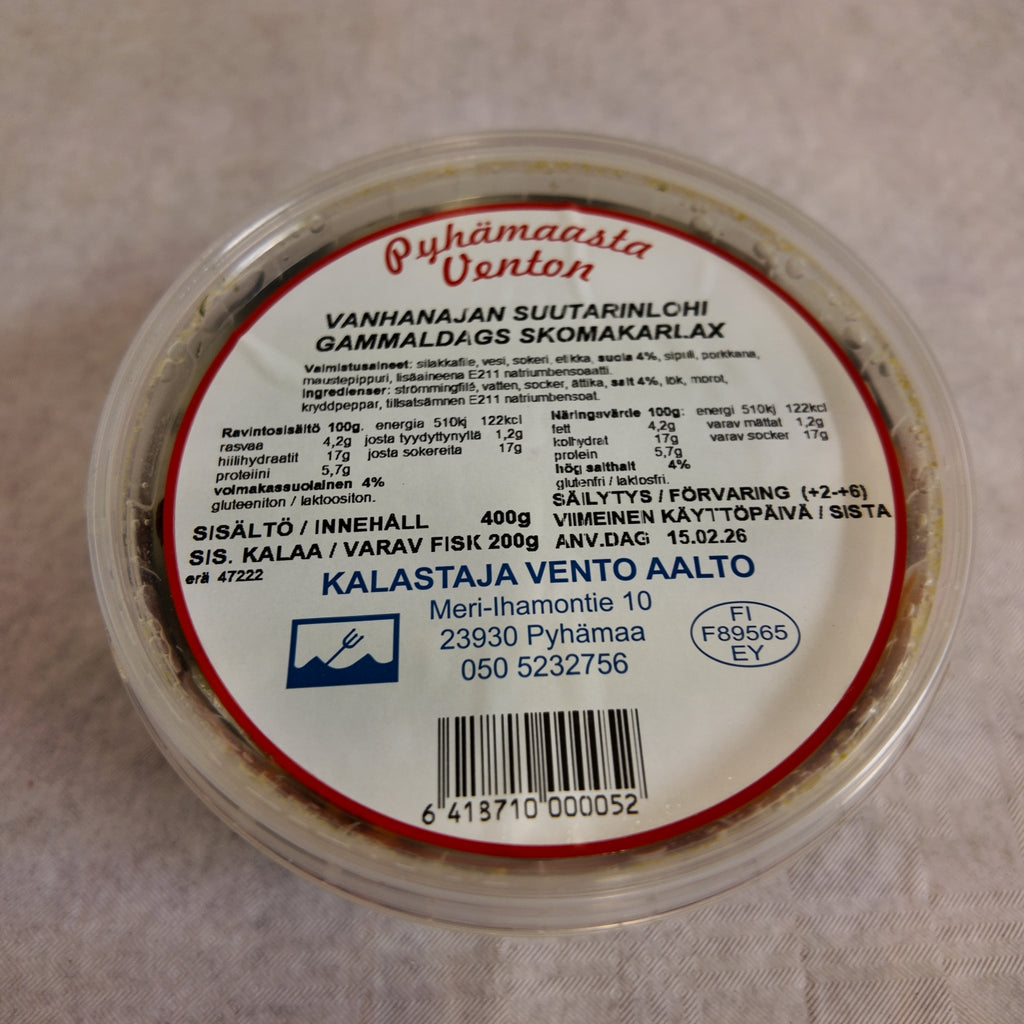 Pyhämaasta
Venton
VANHANAJAN SUUTARINLOHI
GAMMALDAGS SKOMAKARLAX
Valmistusaineet: silakkafile, vesi, sokeri, etikka, suola 4%, sipuli, porkkana,
maustepippuri, lisäaineena E211 natriumbensoaatti.
Ingredienser: strömmingfilé, vatten, socker, ättika, salt 4%, lök, morot,
kryddpeppar, tillsatsämnen E211 natriumbensoat.
Ravintosisältö 100g. energia 510kj 122kcl
rasvaa 4,2g josta tyydyttynyltä 1,2g
hiilihydraatit 17g josta sokereita 17g
proteiini 5,7g
voimakassuolainen 4%
gluteeniton / laktoositon.
Näringsvärde 100g: energi 510kj 122kcl
fett 4,2g varav mättat 1,2g
kolhydrat 17g varav socker 17g
protein 5,7g
hög salthalt 4%
glutenfri / laktosfri.
SISÄLTÖ / INNEHÅLL 400g
SIS. KALAA / VARAV FISK 200g
erä 47222
SÄILYTYS / FÖRVARING (+2-+6)
VIIMEINEN KÄYTTÖPÄIVÄ / SISTA
ANV.DAG 15.02.26
KALASTAJA VENTO AALTO
Meri-Ihamontie 10
23930 Pyhämaa
050 5232756
FI
F89565
EY
6 418710 000052